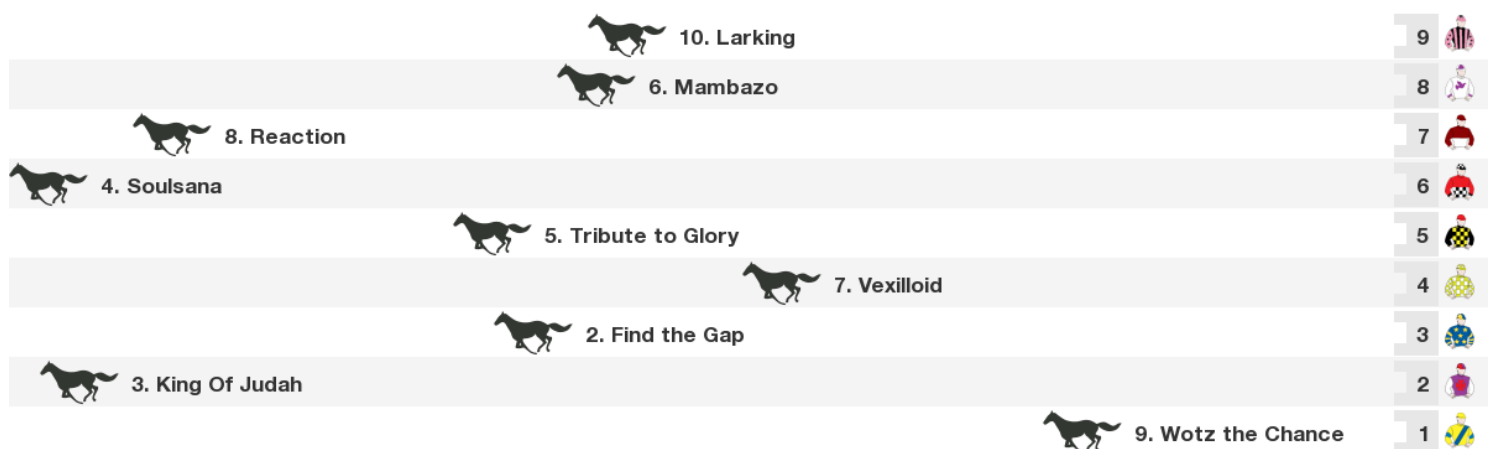 10. Larking 9
6. Mambazo 8
8. Reaction 7
4. Soulsana 6
5. Tribute to Glory 5
7. Vexilloid 4
2. Find the Gap 3
3. King Of Judah 2
9. Wotz the Chance 1